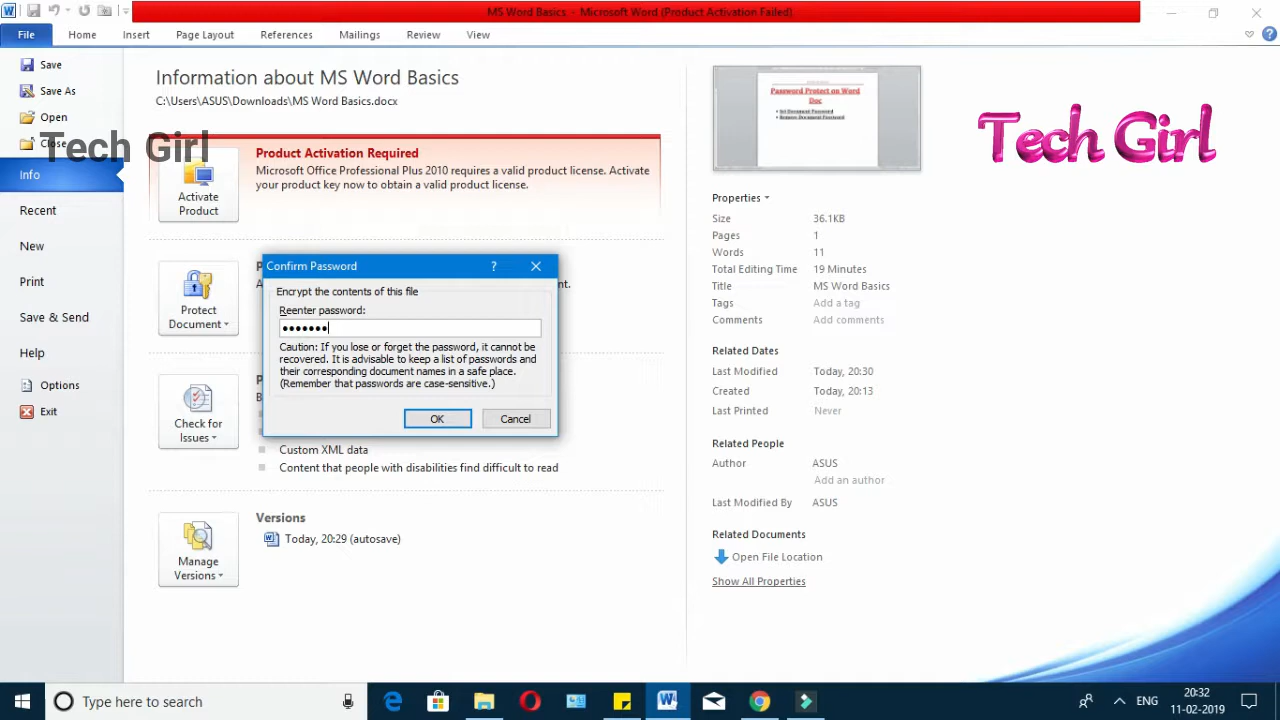 MS Word Basics - Microsoft Word (Product Activation Failed)
File Home Insert Page Layout References Mailings Review View
Save
Save As
Open
Close
Info
Recent
New
Print
Save & Send
Help
Options
Exit
Tech Girl
Information about MS Word Basics
C:\Users\ASUS\Downloads\MS Word Basics.docx
Activate
Product
Product Activation Required
Microsoft Office Professional Plus 2010 requires a valid product license. Activate
your product key now to obtain a valid product license.
Protect
Document
Confirm Password
?
Encrypt the contents of this file
Reenter password:
•••••••
Caution: If you lose or forget the password, it cannot be
recovered. It is advisable to keep a list of passwords and
their corresponding document names in a safe place.
(Remember that passwords are case-sensitive.)
OK Cancel
Check for
Issues
Custom XML data
Content that people with disabilities find difficult to read
Manage
Versions
Versions
Today, 20:29 (autosave)
Password Protect on Word
Doc
Set Document Password
Remove Document Password
Tech Girl
Properties
Size 36.1KB
Pages 1
Words 11
Total Editing Time 19 Minutes
Title MS Word Basics
Tags Add a tag
Comments Add comments
Related Dates
Last Modified Today, 20:30
Created Today, 20:13
Last Printed Never
Related People
Author ASUS
Add an author
Last Modified By ASUS
Related Documents
Open File Location
Show All Properties
Type here to search
ENG
20:32
11-02-2019